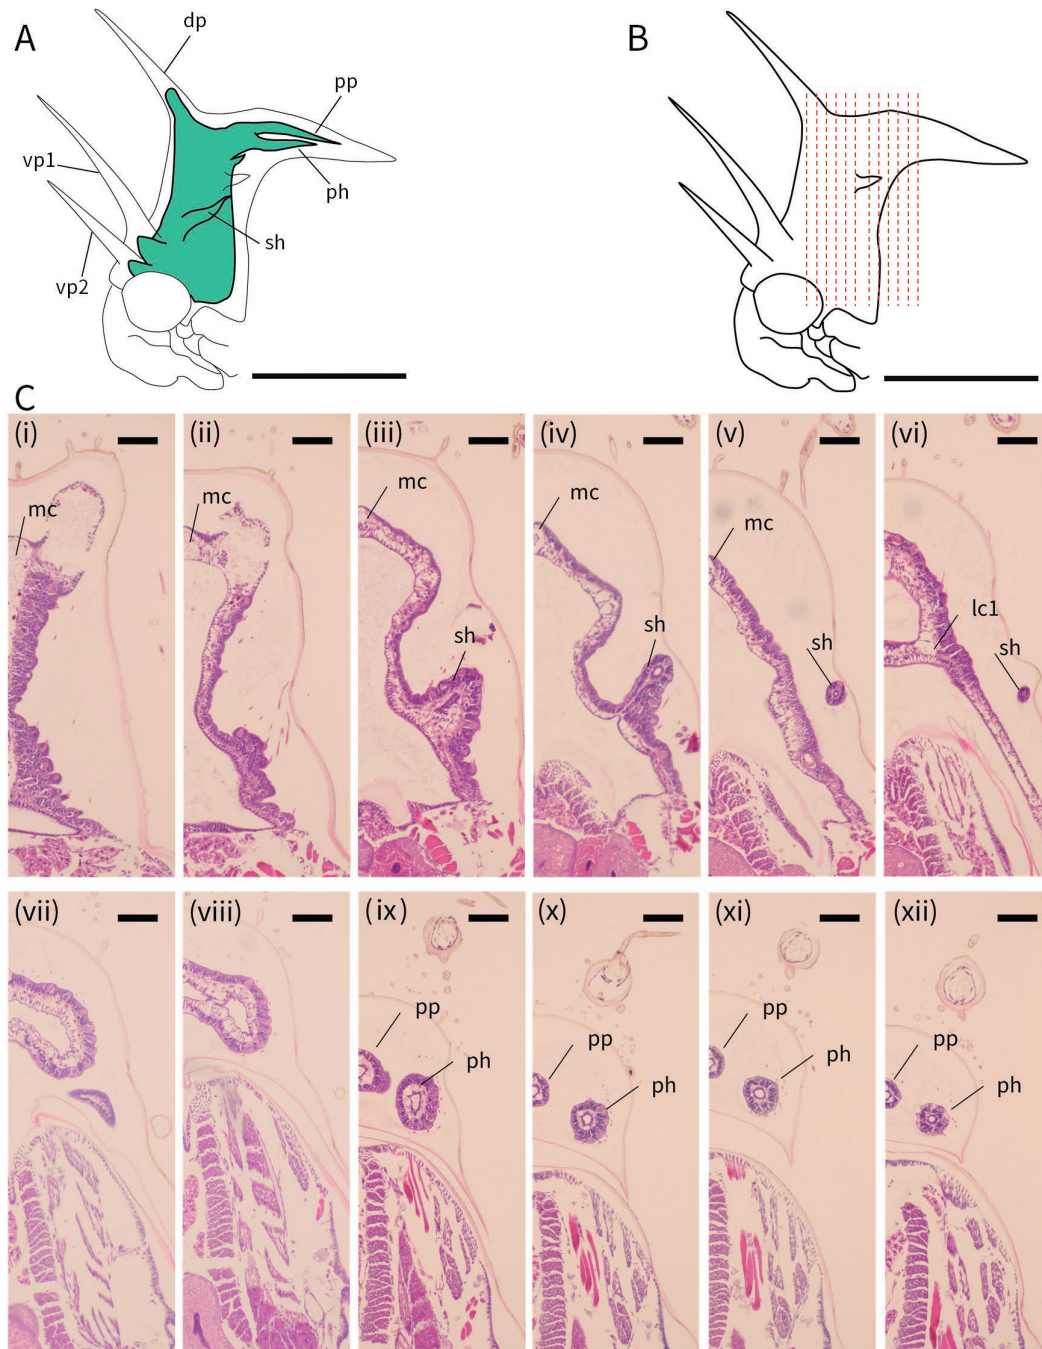 A
dp
pp
vp1
ph
sh
vp2
B
C
(i)
mc
(ii)
mc
(iii)
mc
sh
(iv)
mc
sh
(v)
mc
sh
(vi)
lc1
sh
(vii)
(viii)
(ix)
pp
ph
(x)
pp
ph
(xi)
pp
ph
(xii)
pp
ph